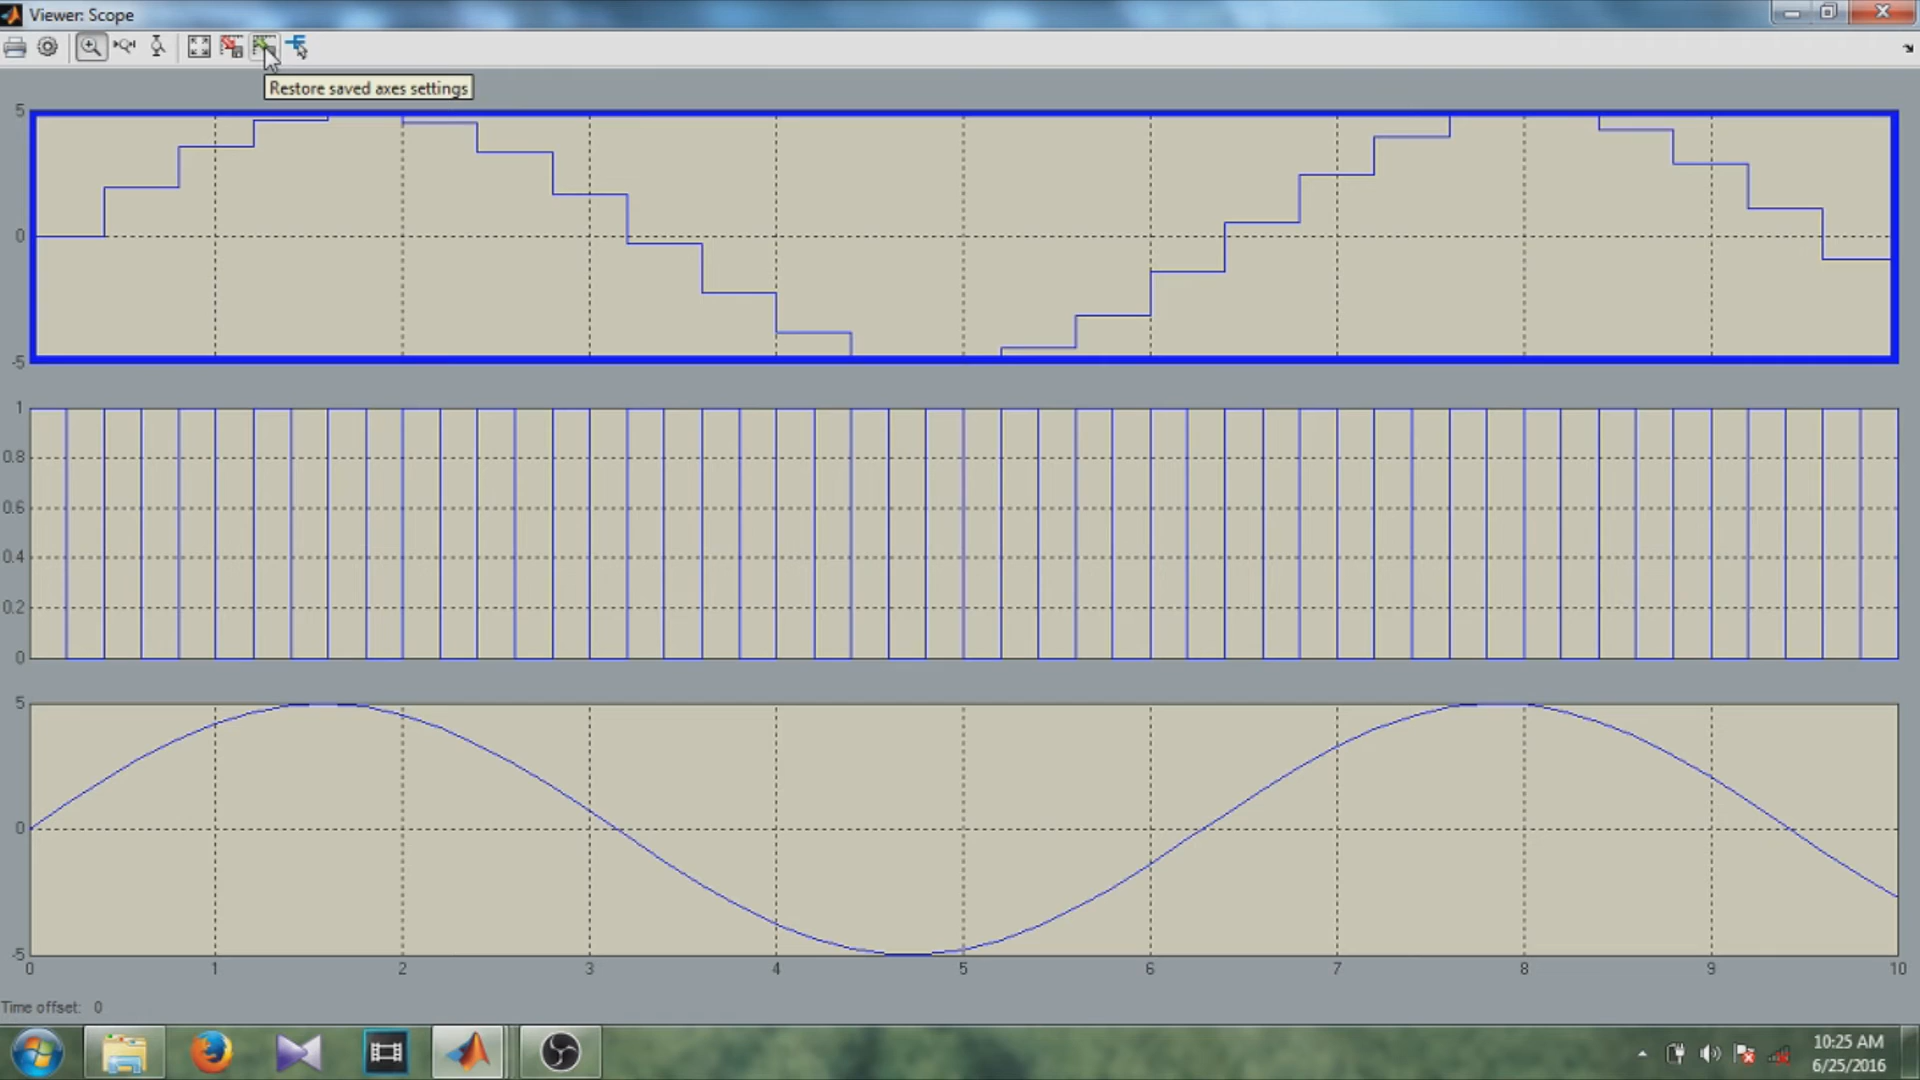 Viewer: Scope
Restore saved axes settings
5
0
-5
1
0.8
0.6
0.4
0.2
0
5
0
-5
0 1 2 3 4 5 6 7 8 9 10
Time offset: 0
10:25 AM
6/25/2016